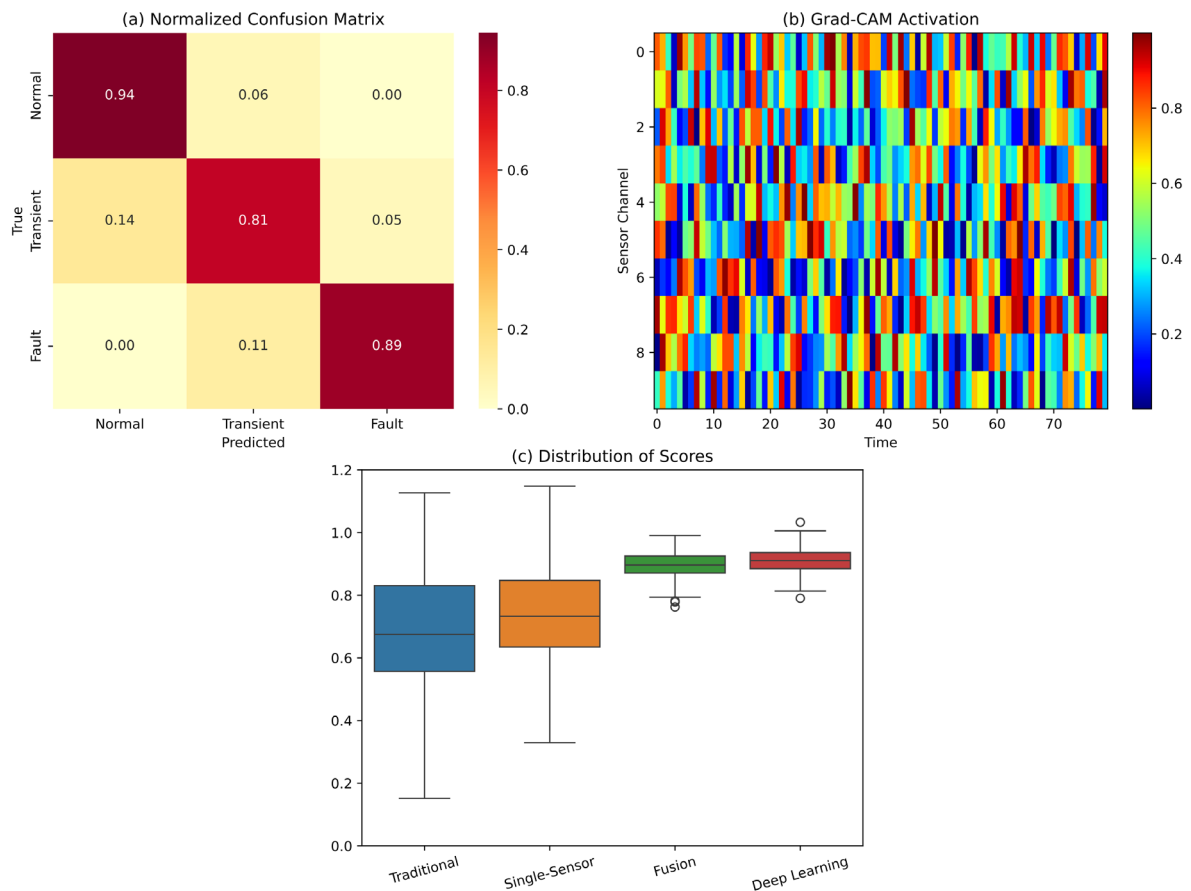 (a) Normalized Confusion Matrix
True
Normal
Transient
Fault
0.94 0.06 0.00
0.14 0.81 0.05
0.00 0.11 0.89
Normal Transient Fault
Predicted
0.8
0.6
0.4
0.2
0.0
(b) Grad-CAM Activation
Sensor Channel
0
2
4
6
8
0 10 20 30 40 50 60 70
Time
0.8
0.6
0.4
0.2
(c) Distribution of Scores
1.2
1.0
0.8
0.6
0.4
0.2
0.0
Traditional Single-Sensor Fusion Deep Learning